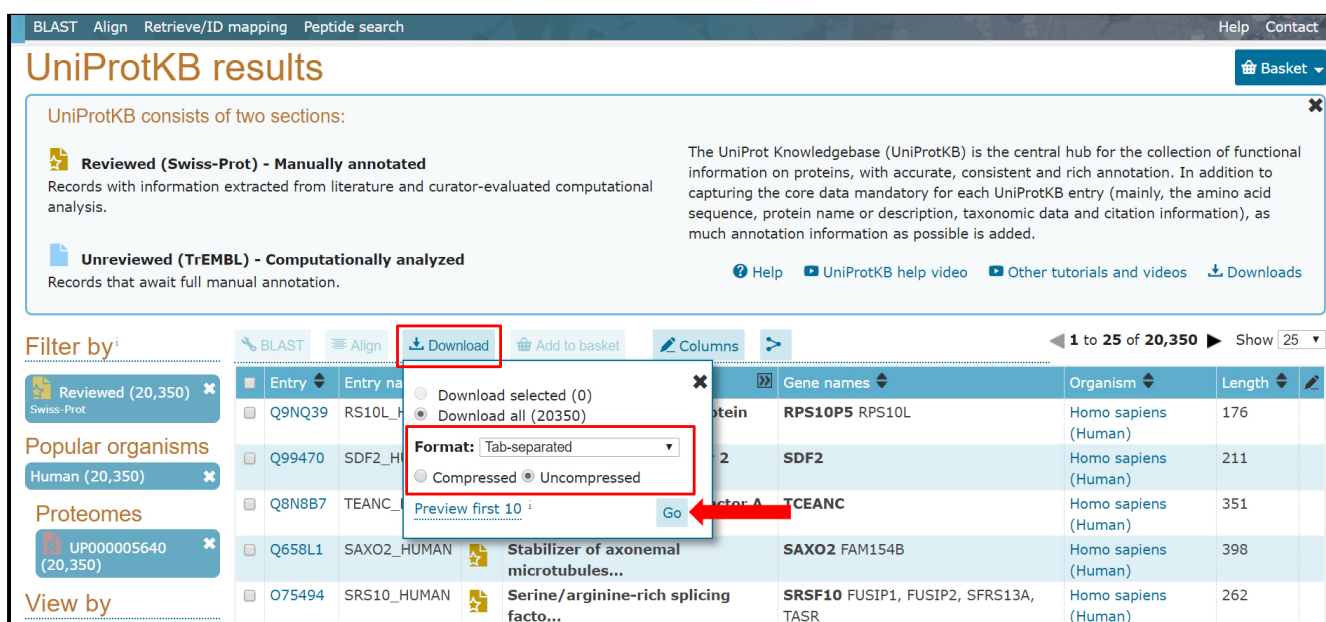 BLAST Align Retrieve/ID mapping Peptide search Help Contact
UniProtKB results
Basket
UniProtKB consists of two sections:
Reviewed (Swiss-Prot) - Manually annotated
Records with information extracted from literature and curator-evaluated computational
analysis.
Unreviewed (TrEMBL) - Computationally analyzed
Records that await full manual annotation.
The UniProt Knowledgebase (UniProtKB) is the central hub for the collection of functional
information on proteins, with accurate, consistent and rich annotation. In addition to
capturing the core data mandatory for each UniProtKB entry (mainly, the amino acid
sequence, protein name or description, taxonomic data and citation information), as
much annotation information as possible is added.
Help UniProtKB help video Other tutorials and videos Downloads
Filter by i
Reviewed (20,350)
Swiss-Prot
Popular organisms
Human (20,350)
Proteomes
UP000005640
(20,350)
View by
BLAST Align Download Add to basket Columns 1 to 25 of 20,350 Show 25
Entry Entry na Gene names Organism Length
Download selected (0)
Download all (20350)
Format: Tab-separated
Compressed Uncompressed
Preview first 10 i
Go
Q9NQ39 RS10L_H otein RPS10P5 RPS10L Homo sapiens 176
(Human)
Q99470 SDF2_HU 2 SDF2 Homo sapiens 211
(Human)
Q8N8B7 TEANC_ ctor A TCEANC Homo sapiens 351
(Human)
Q658L1 SAXO2_HUMAN Stabilizer of axonemal SAXO2 FAM154B Homo sapiens 398
microtubules... (Human)
O75494 SRS10_HUMAN Serine/arginine-rich splicing SRSF10 FUSIP1, FUSIP2, SFRS13A, Homo sapiens 262
facto... TASR (Human)